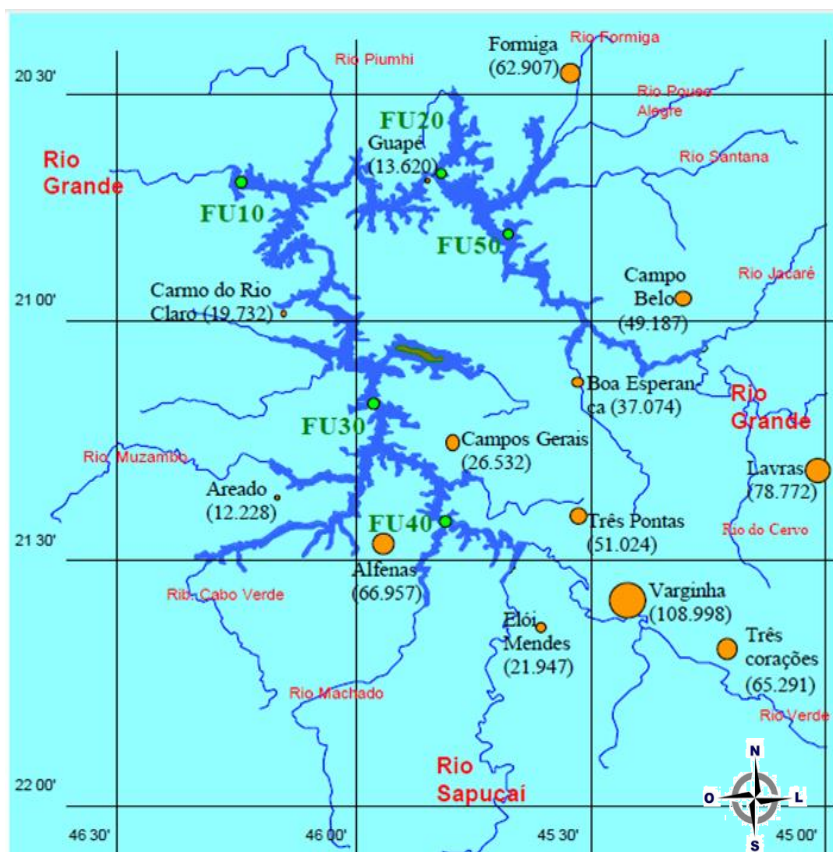 Formiga
(62.907)
Rio Formiga
Rio Piumhi
20 30'
Rio Pouso
Alegre
FU20
Guapé
(13.620)
Rio
Grande
Rio Santana
FU10
FU50
Campo
Belo
(49.187)
Rio Jacaré
Carmo do Rio
Claro (19.732)
21 00'
Boa Esperan
ça (37.074)
Rio
Grande
FU30
Campos Gerais
(26.532)
Rio. Muzambo
Lavras
(78.772)
Areado
(12.228)
FU40
Três Pontas
(51.024)
Rio do Cervo
21 30'
Alfenas
(66.957)
Rib. Cabo Verde
Varginha
(108.998)
Elói
Mendes
(21.947)
Três
corações
(65.291)
Rio Machado
Rio Verde
Rio
Sapucaí
N
O L
S
22 00'
46 30' 46 00' 45 30' 45 00'